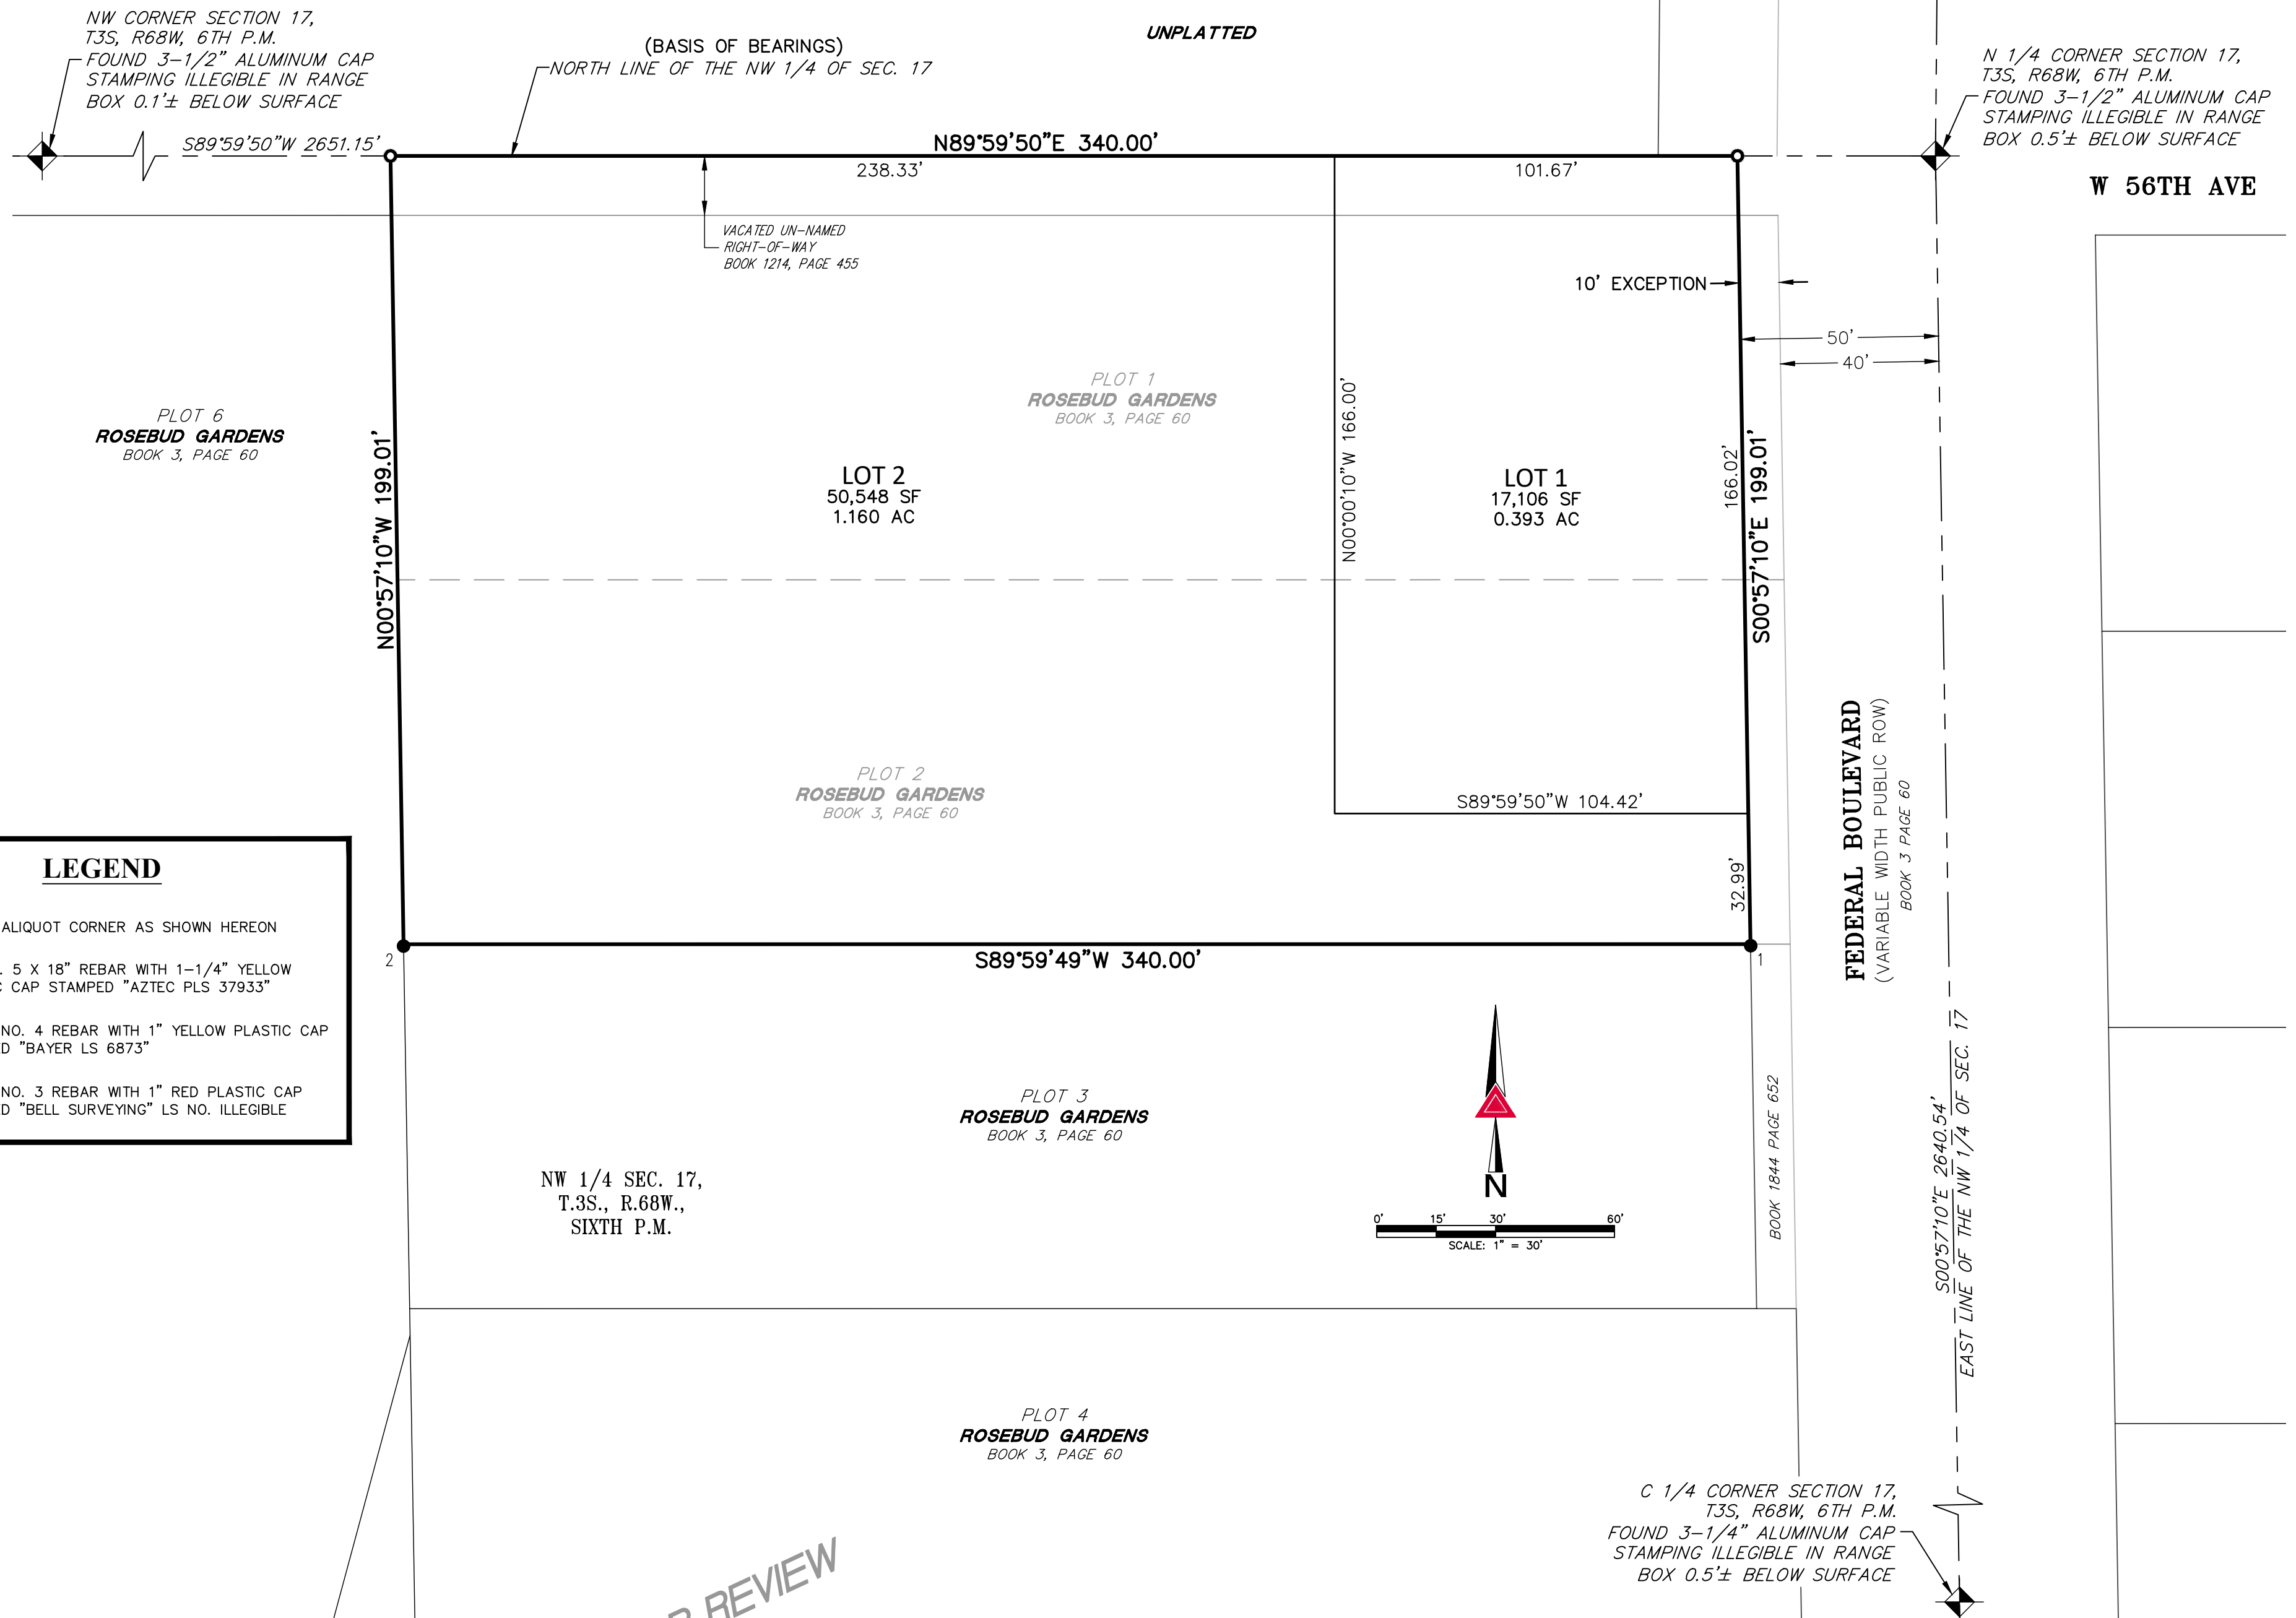 NW CORNER SECTION 17,
T3S, R68W, 6TH P.M.
FOUND 3-1/2" ALUMINUM CAP
STAMPING ILLEGIBLE IN RANGE
BOX 0.1'± BELOW SURFACE
(BASIS OF BEARINGS)
NORTH LINE OF THE NW 1/4 OF SEC. 17
UNPLATTED
N 1/4 CORNER SECTION 17,
T3S, R68W, 6TH P.M.
FOUND 3-1/2" ALUMINUM CAP
STAMPING ILLEGIBLE IN RANGE
BOX 0.5'± BELOW SURFACE
S89°59'50"W 2651.15'
N89°59'50"E 340.00'
238.33'
101.67'
W 56TH AVE
VACATED UN-NAMED
RIGHT-OF-WAY
BOOK 1214, PAGE 455
10' EXCEPTION
50'
40'
PLOT 6
ROSEBUD GARDENS
BOOK 3, PAGE 60
PLOT 1
ROSEBUD GARDENS
BOOK 3, PAGE 60
N00°57'10"W 199.01'
LOT 2
50,548 SF
1.160 AC
N00°00'10"W 166.00'
LOT 1
17,106 SF
0.393 AC
166.02'
S00°57'10"E 199.01'
PLOT 2
ROSEBUD GARDENS
BOOK 3, PAGE 60
S89°59'50"W 104.42'
32.99'
FEDERAL BOULEVARD
(VARIABLE WIDTH PUBLIC ROW)
BOOK 3 PAGE 60
2
S89°59'49"W 340.00'
1
LEGEND
ALIQUOT CORNER AS SHOWN HEREON
. 5 X 18" REBAR WITH 1-1/4" YELLOW
C CAP STAMPED "AZTEC PLS 37933"
NO. 4 REBAR WITH 1" YELLOW PLASTIC CAP
ED "BAYER LS 6873"
NO. 3 REBAR WITH 1" RED PLASTIC CAP
ED "BELL SURVEYING" LS NO. ILLEGIBLE
PLOT 3
ROSEBUD GARDENS
BOOK 3, PAGE 60
NW 1/4 SEC. 17,
T.3S., R.68W.,
SIXTH P.M.
N
0' 15' 30' 60'
SCALE: 1" = 30'
BOOK 1844 PAGE 652
S00°57'10"E 2640.54'
EAST LINE OF THE NW 1/4 OF SEC. 17
PLOT 4
ROSEBUD GARDENS
BOOK 3, PAGE 60
C 1/4 CORNER SECTION 17,
T3S, R68W, 6TH P.M.
FOUND 3-1/4" ALUMINUM CAP
STAMPING ILLEGIBLE IN RANGE
BOX 0.5'± BELOW SURFACE
REVIEW